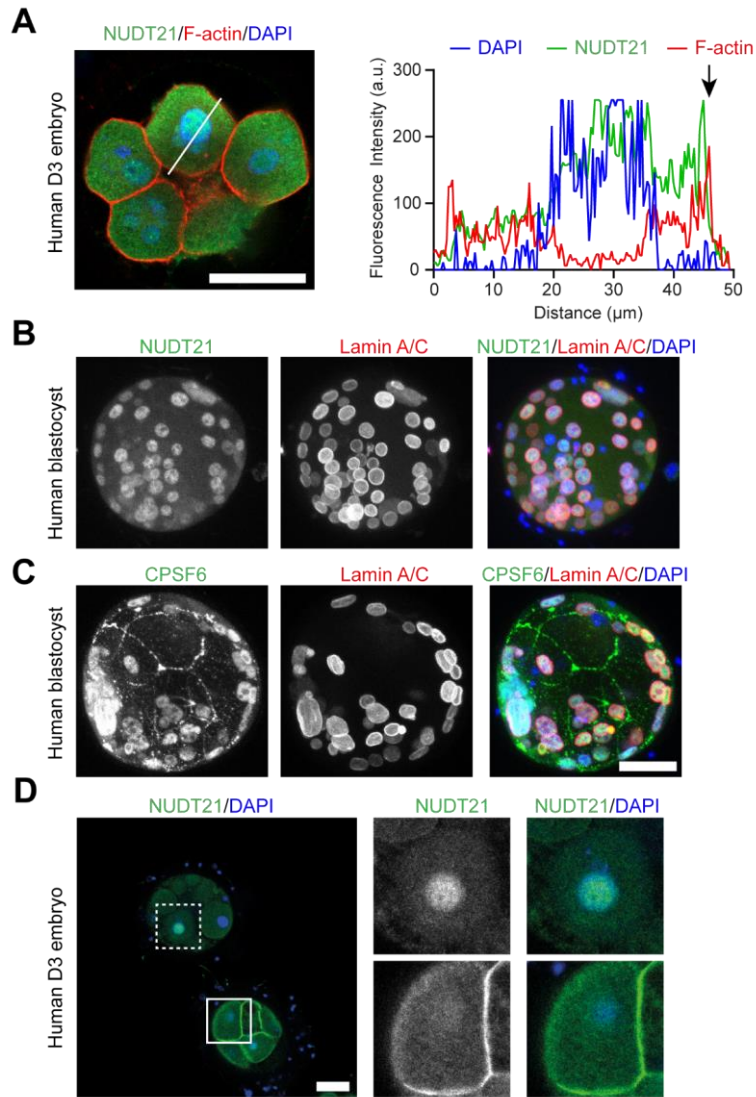 A
NUDT21/F-actin/DAPI
Human D3 embryo
DAPI NUDT21 F-actin
Fluorescence Intensity (a.u.)
300
200
100
0
0 10 20 30 40 50
Distance (µm)
B
NUDT21 Lamin A/C NUDT21/Lamin A/C/DAPI
Human blastocyst
C
CPSF6 Lamin A/C CPSF6/Lamin A/C/DAPI
Human blastocyst
D
NUDT21/DAPI NUDT21 NUDT21/DAPI
Human D3 embryo